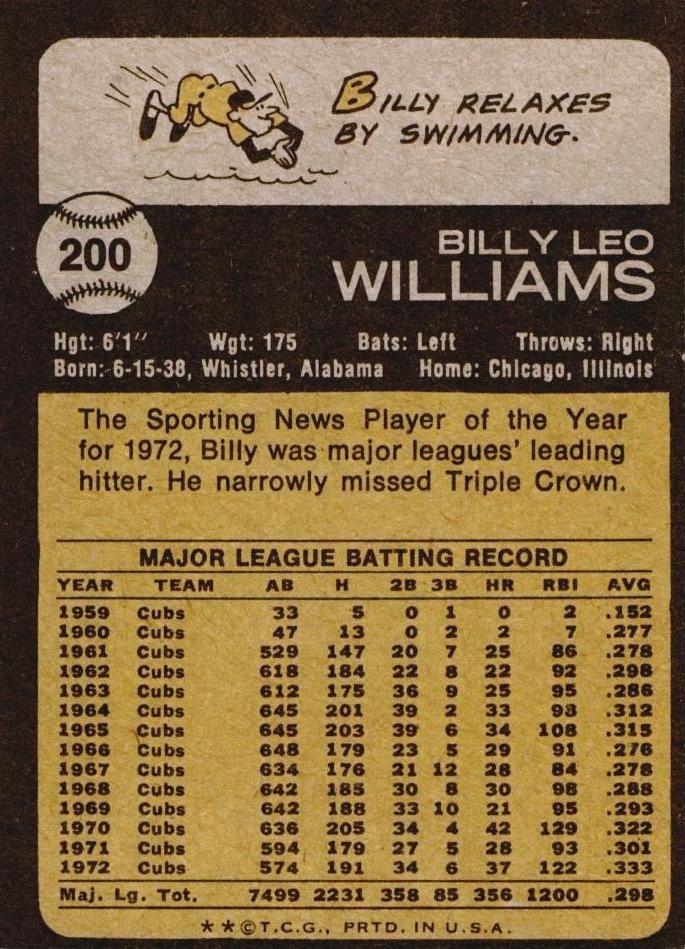 BILLY RELAXES
BY SWIMMING.
200
BILLY LEO
WILLIAMS
Hgt: 6'1" Wgt: 175 Bats: Left Throws: Right
Born: 6-15-38, Whistler, Alabama Home: Chicago, Illinois
The Sporting News Player of the Year
for 1972, Billy was major leagues' leading
hitter. He narrowly missed Triple Crown.
MAJOR LEAGUE BATTING RECORD
YEAR TEAM AB H 2B 3B HR RBI AVG
1959 Cubs 33 5 0 1 0 2 .152
1960 Cubs 47 13 0 2 2 7 .277
1961 Cubs 529 147 20 7 25 86 .278
1962 Cubs 618 184 22 8 22 92 .298
1963 Cubs 612 175 36 9 25 95 .286
1964 Cubs 645 201 39 2 33 98 .312
1965 Cubs 645 203 39 6 34 108 .315
1966 Cubs 648 179 23 5 29 91 .276
1967 Cubs 634 176 21 12 28 84 .278
1968 Cubs 642 185 30 8 30 98 .288
1969 Cubs 642 188 33 10 21 95 .293
1970 Cubs 636 205 34 4 42 129 .322
1971 Cubs 594 179 27 5 28 93 .301
1972 Cubs 574 191 34 6 37 122 .333
Maj. Lg. Tot. 7499 2231 358 85 356 1200 .298
**©T.C.G., PRTD. IN U.S.A.